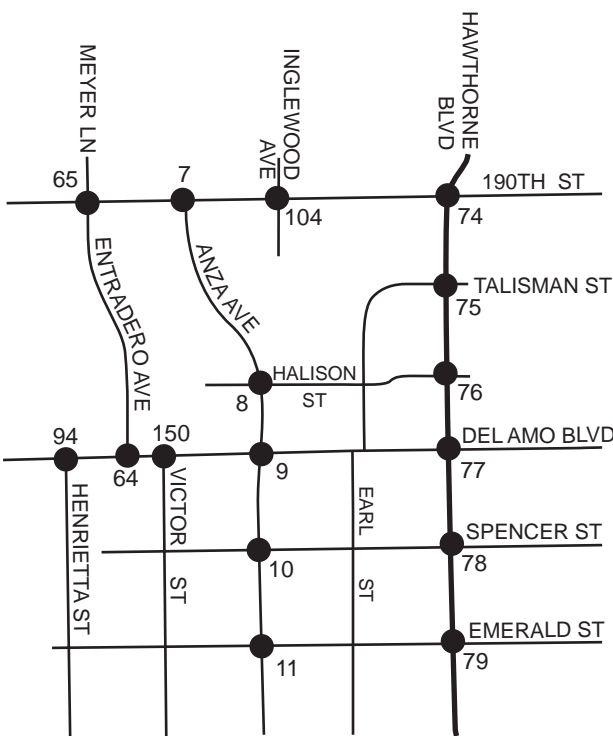 HAWTHORNE
BLVD
INGLEWOOD
AVE
MEYER LN
65
7
104
190TH ST
74
ENTRADERO AVE
ANZA AVE
TALISMAN ST
75
HALISON
ST
8
76
94
150
64
9
DEL AMO BLVD
77
HENRIETTA ST
VICTOR
ST
EARL
ST
SPENCER ST
10
78
EMERALD ST
11
79